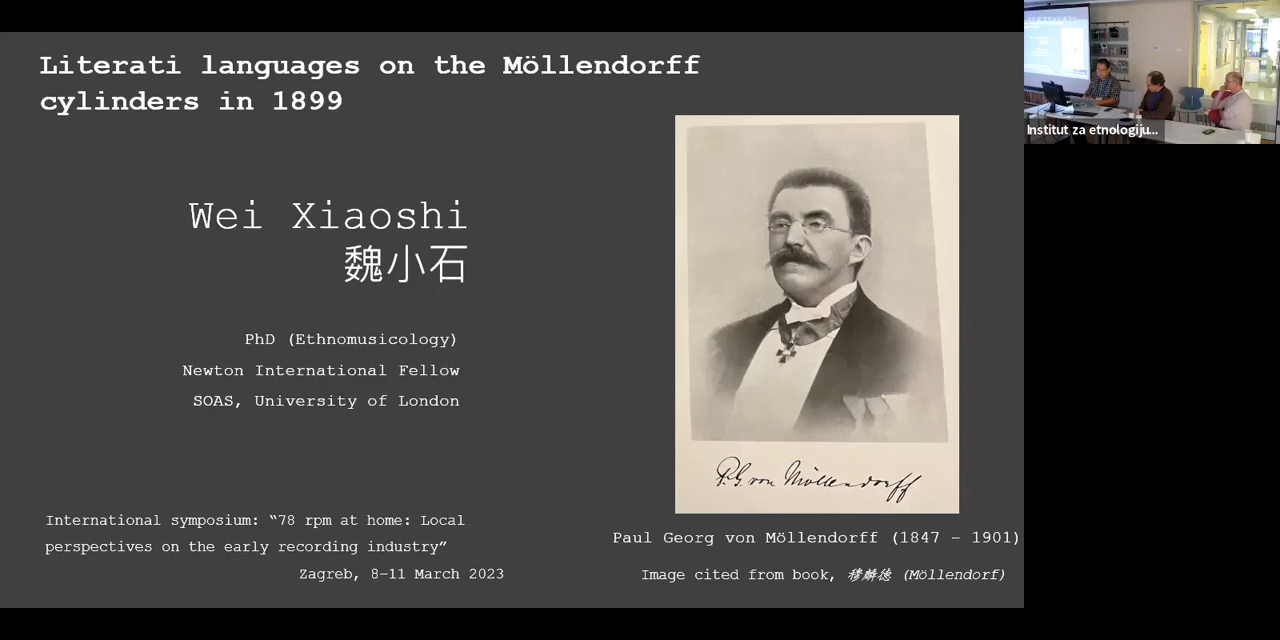 Literati languages on the Möllendorff
cylinders in 1899
Wei Xiaoshi
魏小石
PhD (Ethnomusicology)
Newton International Fellow
SOAS, University of London
International symposium: “78 rpm at home: Local
perspectives on the early recording industry”
Zagreb, 8–11 March 2023
P. G. von Möllendorff
Paul Georg von Möllendorff (1847 – 1901)
Image cited from book, 穆麟德 (Möllendorf)
Institut za etnologiju...